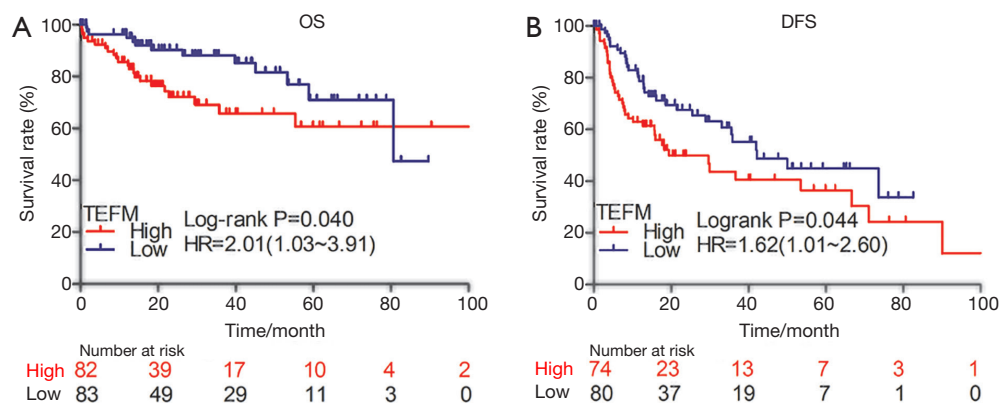 A
OS
Survival rate (%)
100
80
60
40
20
0
TEFM
High
Low
Log-rank P=0.040
HR=2.01(1.03~3.91)
0 20 40 60 80 100
Time/month
Number at risk
High 82 39 17 10 4 2
Low 83 49 29 11 3 0
B
DFS
Survival rate (%)
100
80
60
40
20
0
TEFM
High
Low
Logrank P=0.044
HR=1.62(1.01~2.60)
0 20 40 60 80 100
Time/month
Number at risk
High 74 23 13 7 3 1
Low 80 37 19 7 1 0